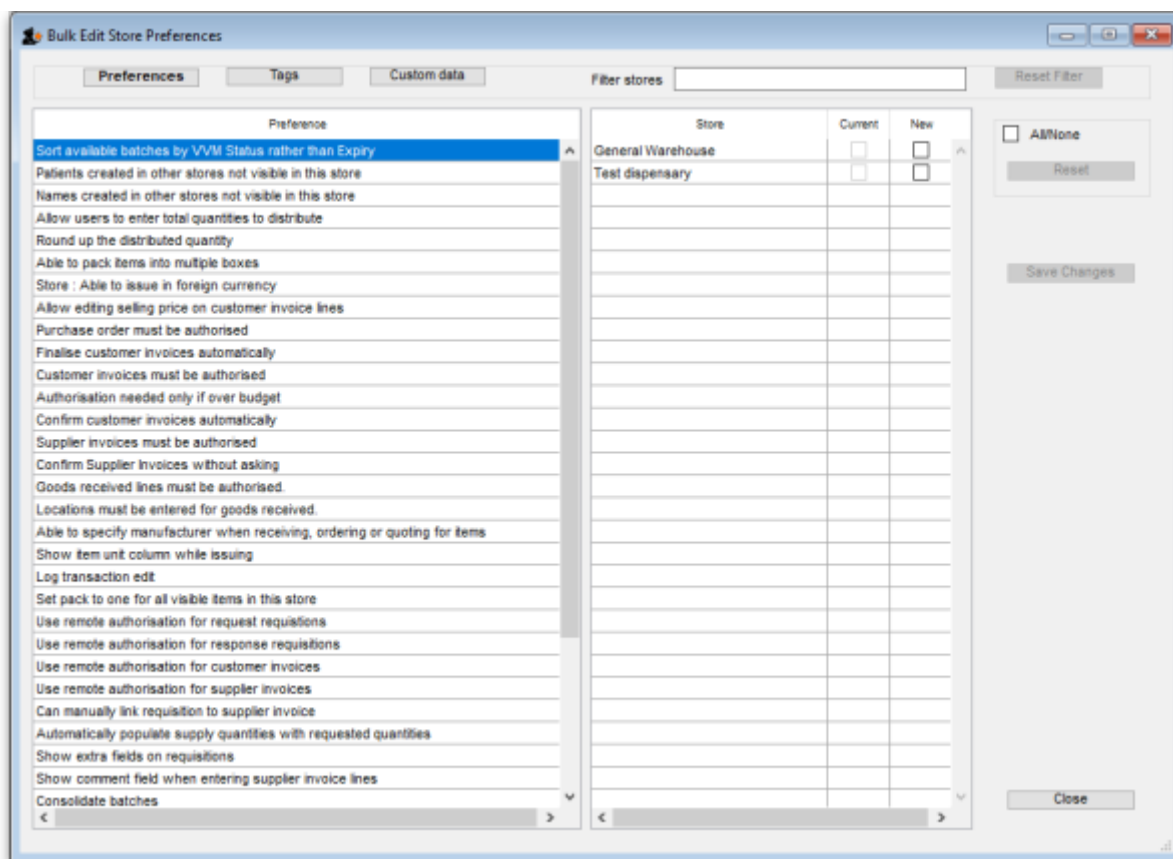 Bulk Edit Store Preferences
Preferences Tags Custom data Filter stores Reset Filter
Preference Store Current New
All/None
Sort available batches by VVM Status rather than Expiry General Warehouse
Patients created in other stores not visible in this store Test dispensary Reset
Names created in other stores not visible in this store
Allow users to enter total quantities to distribute
Round up the distributed quantity
Able to pack items into multiple boxes
Save Changes
Store : Able to issue in foreign currency
Allow editing selling price on customer invoice lines
Purchase order must be authorised
Finalise customer invoices automatically
Customer invoices must be authorised
Authorisation needed only if over budget
Confirm customer invoices automatically
Supplier invoices must be authorised
Confirm Supplier Invoices without asking
Goods received lines must be authorised.
Locations must be entered for goods received.
Able to specify manufacturer when receiving, ordering or quoting for items
Show item unit column while issuing
Log transaction edit
Set pack to one for all visible items in this store
Use remote authorisation for request requistions
Use remote authorisation for response requisitions
Use remote authorisation for customer invoices
Use remote authorisation for supplier invoices
Can manually link requisition to supplier invoice
Automatically populate supply quantities with requested quantities
Show extra fields on requisitions
Show comment field when entering supplier invoice lines
Consolidate batches
Close